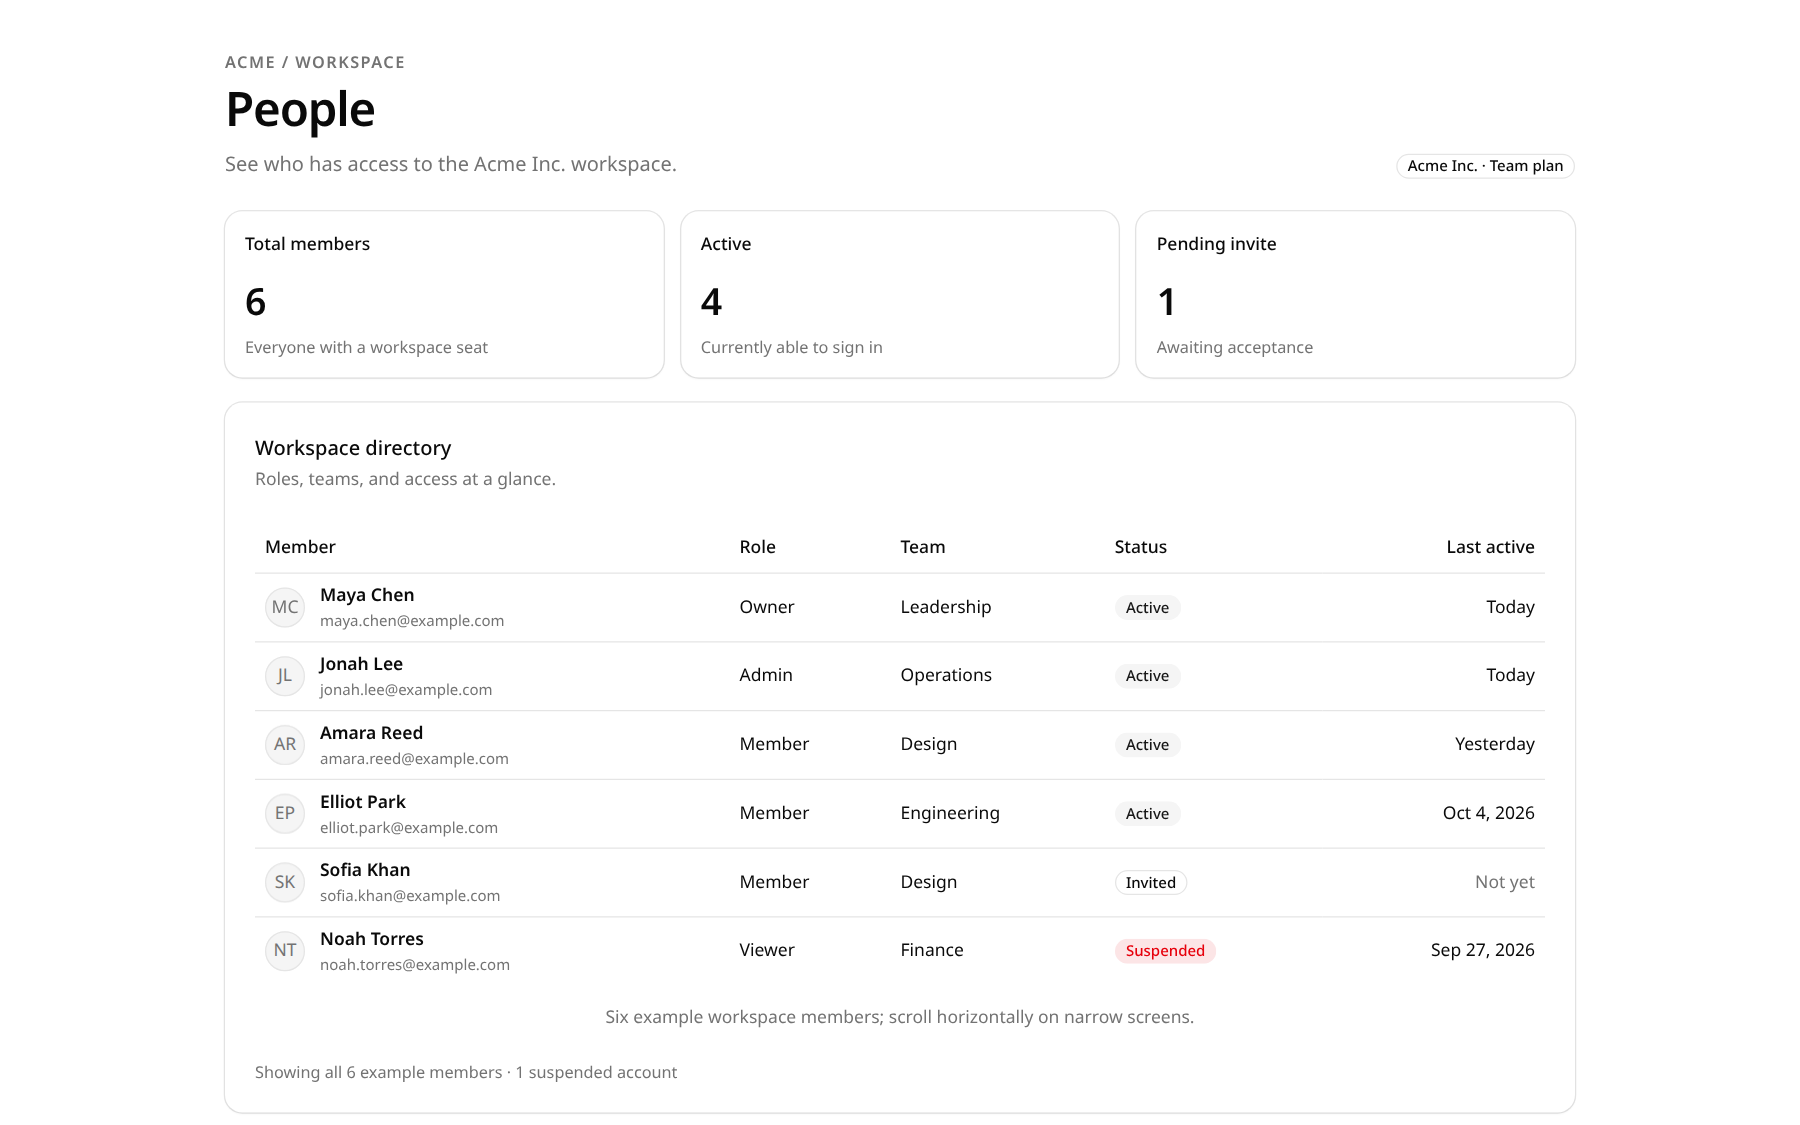 ACME / WORKSPACE
People
See who has access to the Acme Inc. workspace.
Acme Inc. · Team plan
Total members
6
Everyone with a workspace seat
Active
4
Currently able to sign in
Pending invite
1
Awaiting acceptance
Workspace directory
Roles, teams, and access at a glance.
Member Role Team Status Last active
MC Maya Chen Owner Leadership Active Today
maya.chen@example.com
JL Jonah Lee Admin Operations Active Today
jonah.lee@example.com
AR Amara Reed Member Design Active Yesterday
amara.reed@example.com
EP Elliot Park Member Engineering Active Oct 4, 2026
elliot.park@example.com
SK Sofia Khan Member Design Invited Not yet
sofia.khan@example.com
NT Noah Torres Viewer Finance Suspended Sep 27, 2026
noah.torres@example.com
Six example workspace members; scroll horizontally on narrow screens.
Showing all 6 example members · 1 suspended account